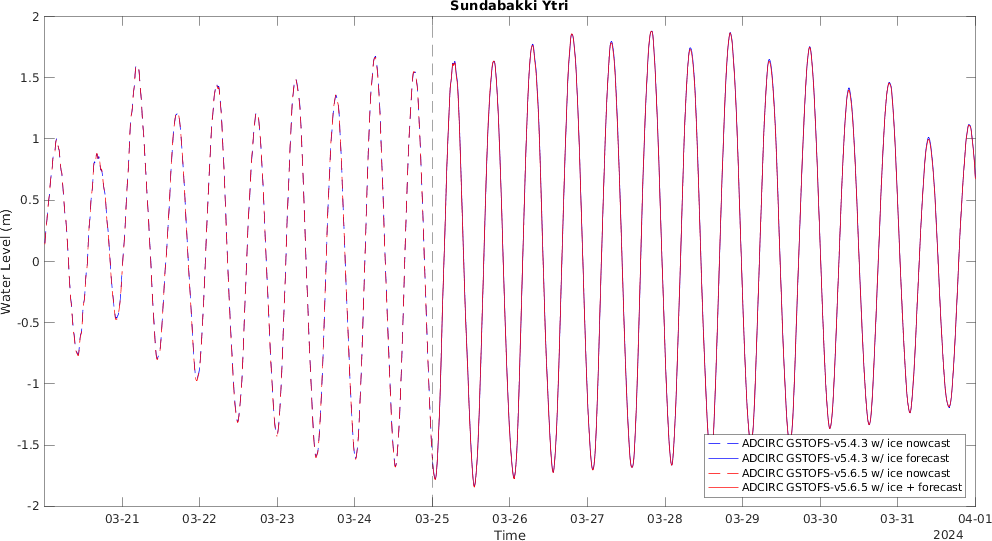 Sundabakki Ytri
Water Level (m)
2
1.5
1
0.5
0
-0.5
-1
-1.5
-2
ADCIRC GSTOFS-v5.4.3 w/ ice nowcast
ADCIRC GSTOFS-v5.4.3 w/ ice forecast
ADCIRC GSTOFS-v5.6.5 w/ ice nowcast
ADCIRC GSTOFS-v5.6.5 w/ ice + forecast
03-21 03-22 03-23 03-24 03-25 03-26 03-27 03-28 03-29 03-30 03-31 04-01
Time
2024